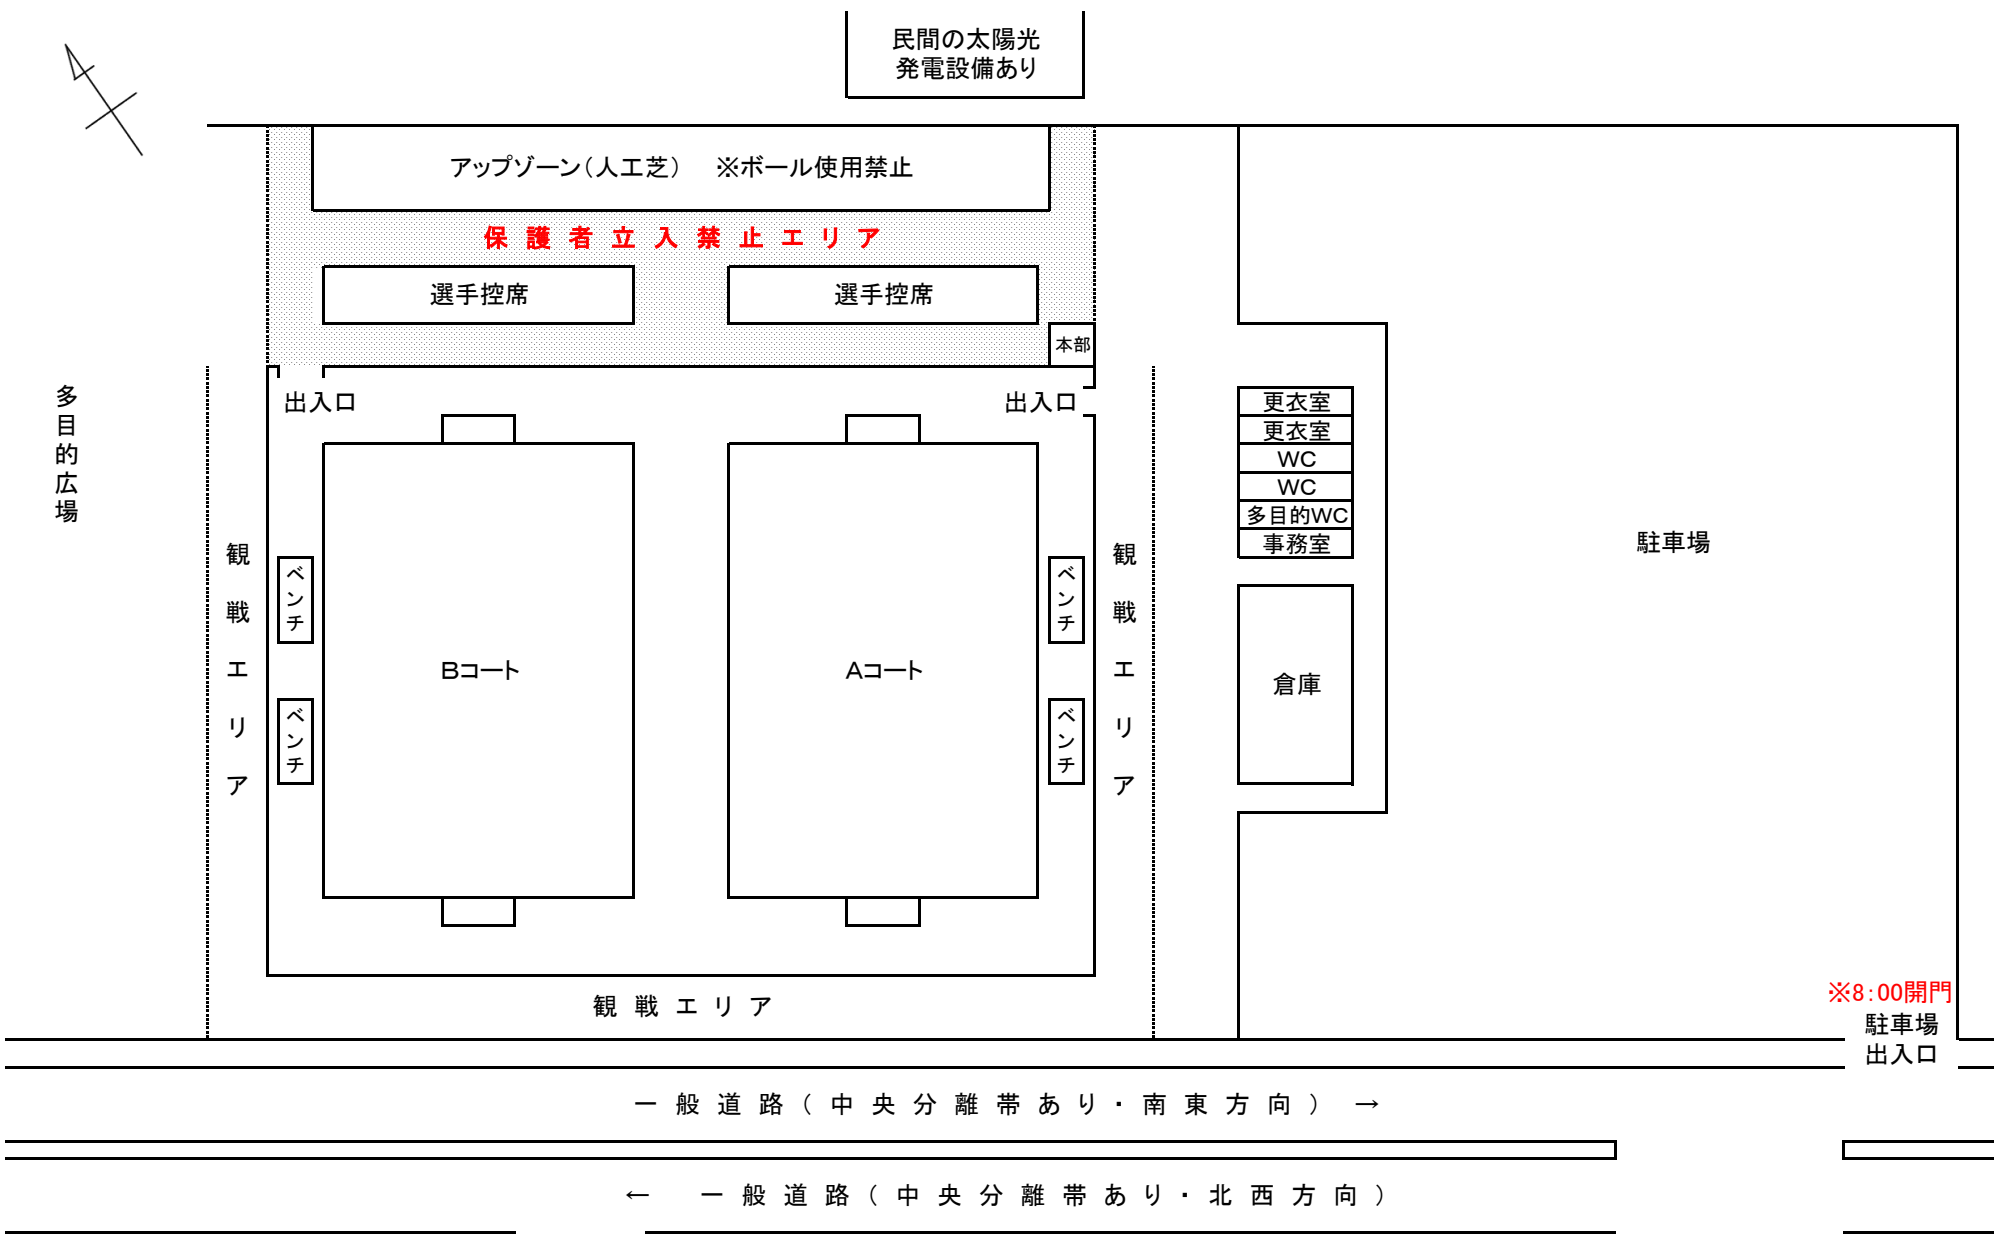 民間の太陽光
発電設備あり
アップゾーン(人工芝)　※ボール使用禁止
保護者立入禁止エリア
選手控席
選手控席
本部
出入口
出入口
多目的広場
観戦エリア
ベンチ
ベンチ
Bコート
Aコート
ベンチ
ベンチ
観戦エリア
更衣室
更衣室
WC
WC
多目的WC
事務室
倉庫
駐車場
観戦エリア
※8:00開門
駐車場
出入口
一般道路(中央分離帯あり・南東方向) →
← 一般道路(中央分離帯あり・北西方向)